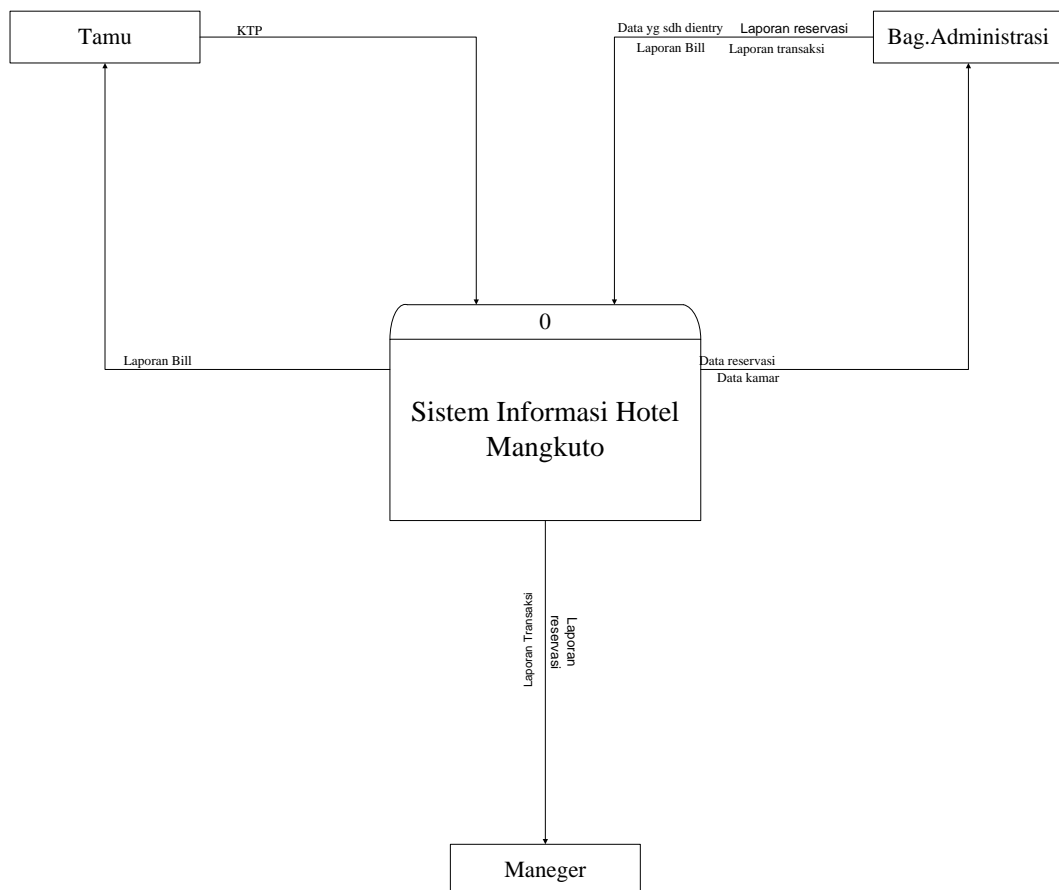 Tamu
KTP
Data yg sdh dientry
Laporan reservasi
Laporan Bill
Laporan transaksi
Bag.Administrasi
0
Sistem Informasi Hotel
Mangkuto
Laporan Bill
Data reservasi
Data kamar
Laporan Transaksi
Laporan
reservasi
Maneger